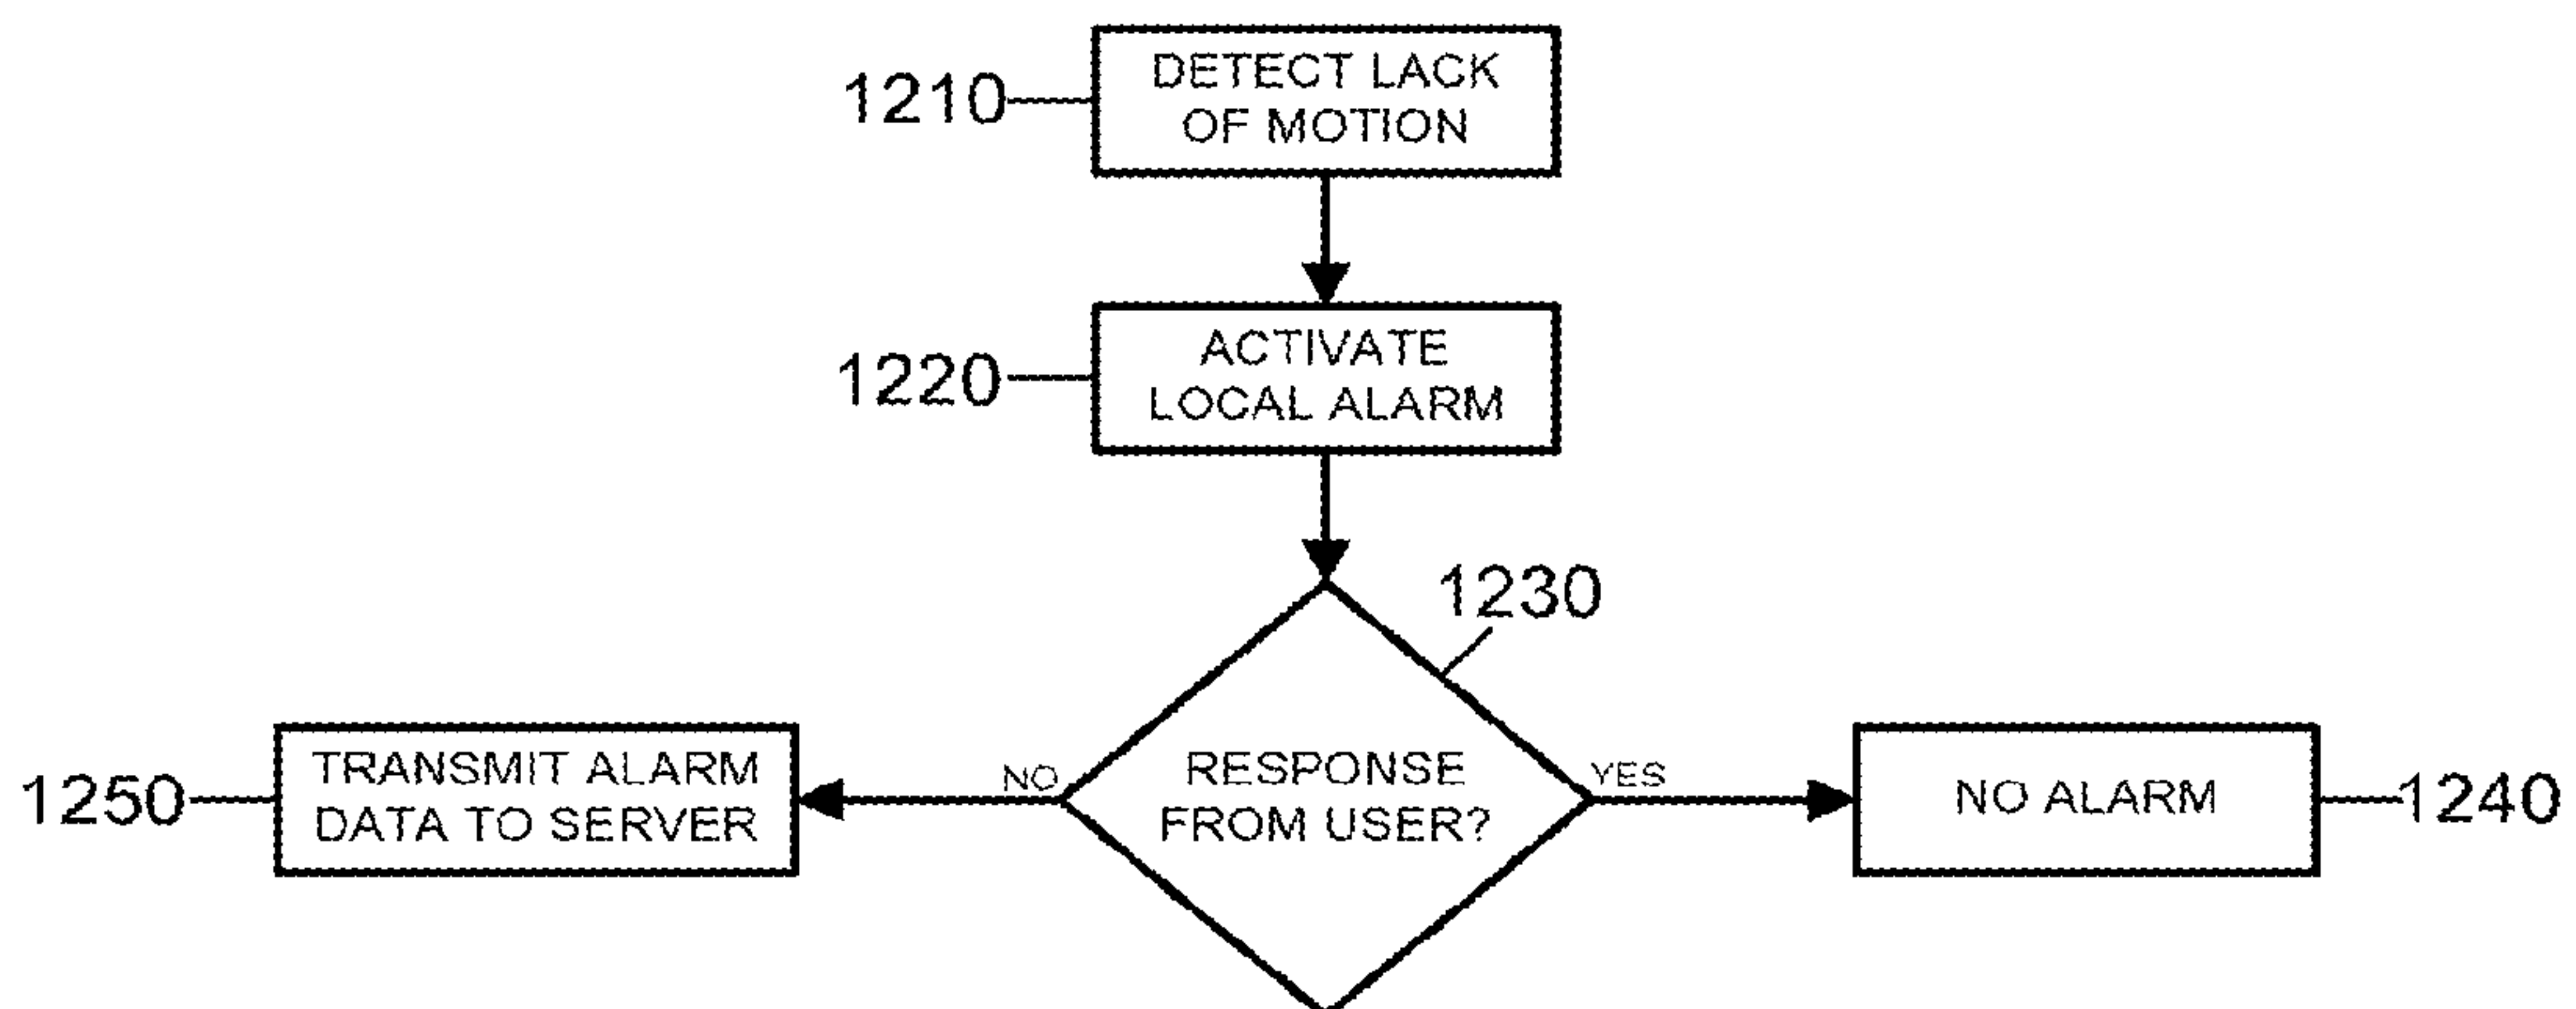 1210
DETECT LACK
OF MOTION
1220
ACTIVATE
LOCAL ALARM
1230
1250
TRANSMIT ALARM
DATA TO SERVER
NO
RESPONSE
FROM USER?
YES
NO ALARM
1240